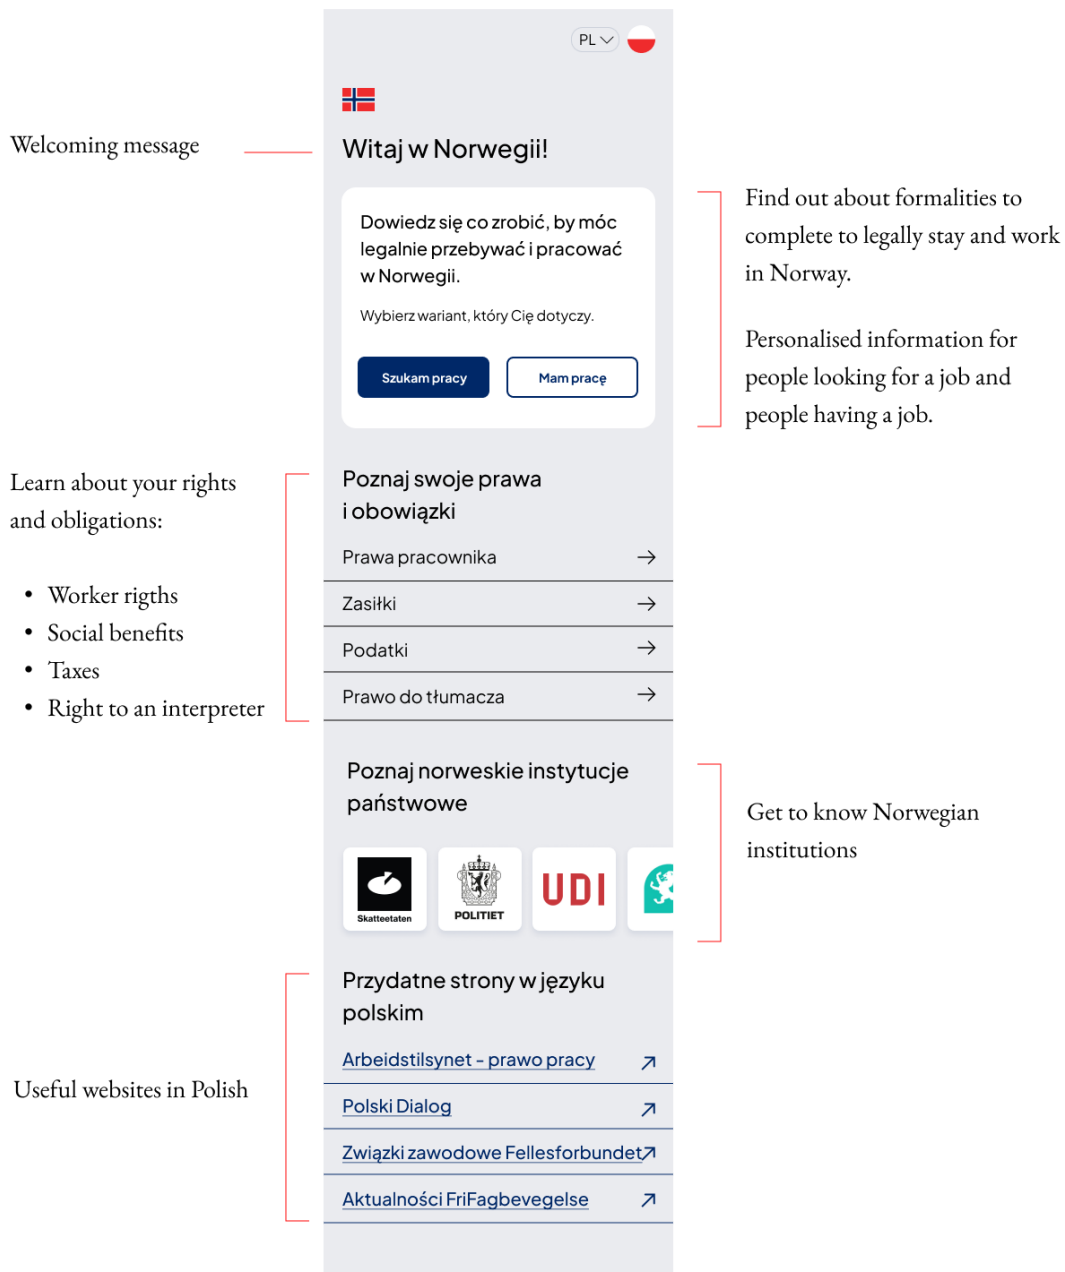 PL
Welcoming message
Witaj w Norwegii!
Dowiedz się co zrobić, by móc
legalnie przebywać i pracować
w Norwegii.
Wybierz wariant, który Cię dotyczy.
Szukam pracy
Mam pracę
Find out about formalities to
complete to legally stay and work
in Norway.
Personalised information for
people looking for a job and
people having a job.
Learn about your rights
and obligations:
• Worker rigths
• Social benefits
• Taxes
• Right to an interpreter
Poznaj swoje prawa
i obowiązki
Prawa pracownika
Zasiłki
Podatki
Prawo do tłumacza
Poznaj norweskie instytucje
państwowe
Skatteetaten
POLITIET
UDI
Get to know Norwegian
institutions
Useful websites in Polish
Przydatne strony w języku
polskim
Arbeidstilsynet - prawo pracy
Polski Dialog
Związki zawodowe Fellesforbundet
Aktualności FriFagbevegelse